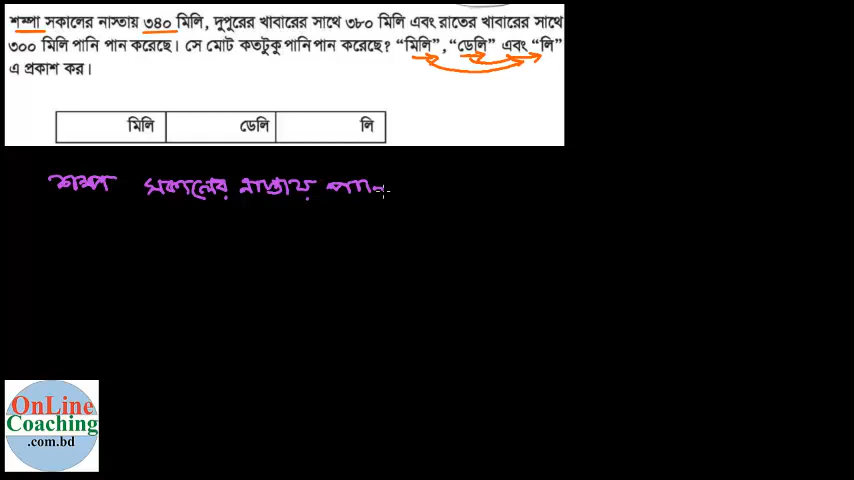 শম্পা সকালের নাস্তায় ৩৪০ মিলি, দুপুরের খাবারের সাথে ৩৮০ মিলি এবং রাতের খাবারের সাথে
৩০০ মিলি পানি পান করেছে। সে মোট কতটুকু পানি পান করেছে? “মিলি”, “ডেলি” এবং “লি”
এ প্রকাশ কর।
মিলি ডেলি লি
শম্পা সকালের নাস্তায় পান
OnLine
Coaching
.com.bd